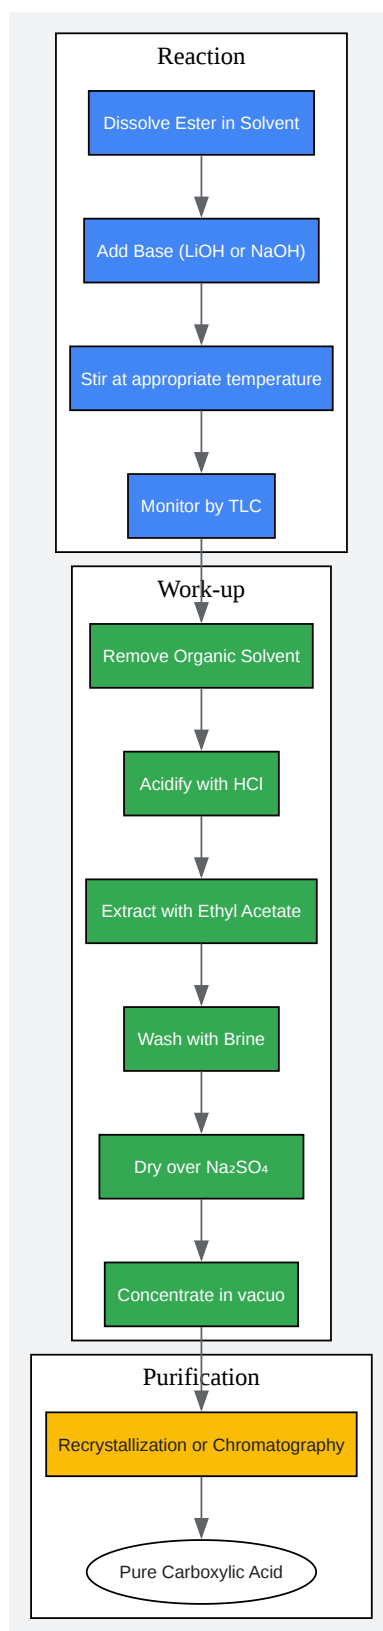 Reaction
Dissolve Ester in Solvent
Add Base (LiOH or NaOH)
Stir at appropriate temperature
Monitor by TLC
Work-up
Remove Organic Solvent
Acidify with HCl
Extract with Ethyl Acetate
Wash with Brine
Dry over Na₂SO₄
Concentrate in vacuo
Purification
Recrystallization or Chromatography
Pure Carboxylic Acid